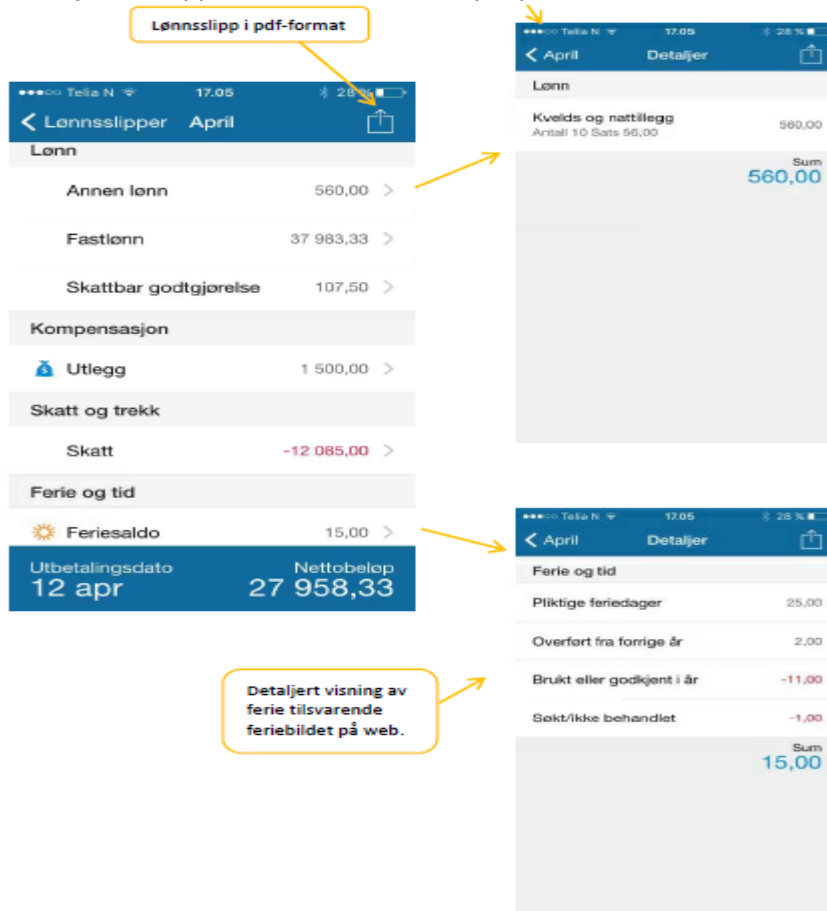 Lønnsslipp i pdf-format
Telia N 17.05 28 %
Lønnsslipper April
Lønn
Annen lønn 560,00
Fastlønn 37 983,33
Skattbar godtgjørelse 107,50
Kompensasjon
Utlegg 1 500,00
Skatt og trekk
Skatt -12 085,00
Ferie og tid
Feriesaldo 15,00
Utbetalingsdato Nettobeløp
12 apr 27 958,33
Telia N 17.05 28 %
April Detaljer
Lønn
Kvelds og nattillegg 560,00
Antall 10 Sats 56,00
Sum
560,00
Detaljert visning av
ferie tilsvarende
feriebildet på web.
Telia N 17.05 28 %
April Detaljer
Ferie og tid
Pliktige feriedager 25,00
Overført fra forrige år 2,00
Brukt eller godkjent i år -11,00
Søkt/ikke behandlet -1,00
Sum
15,00